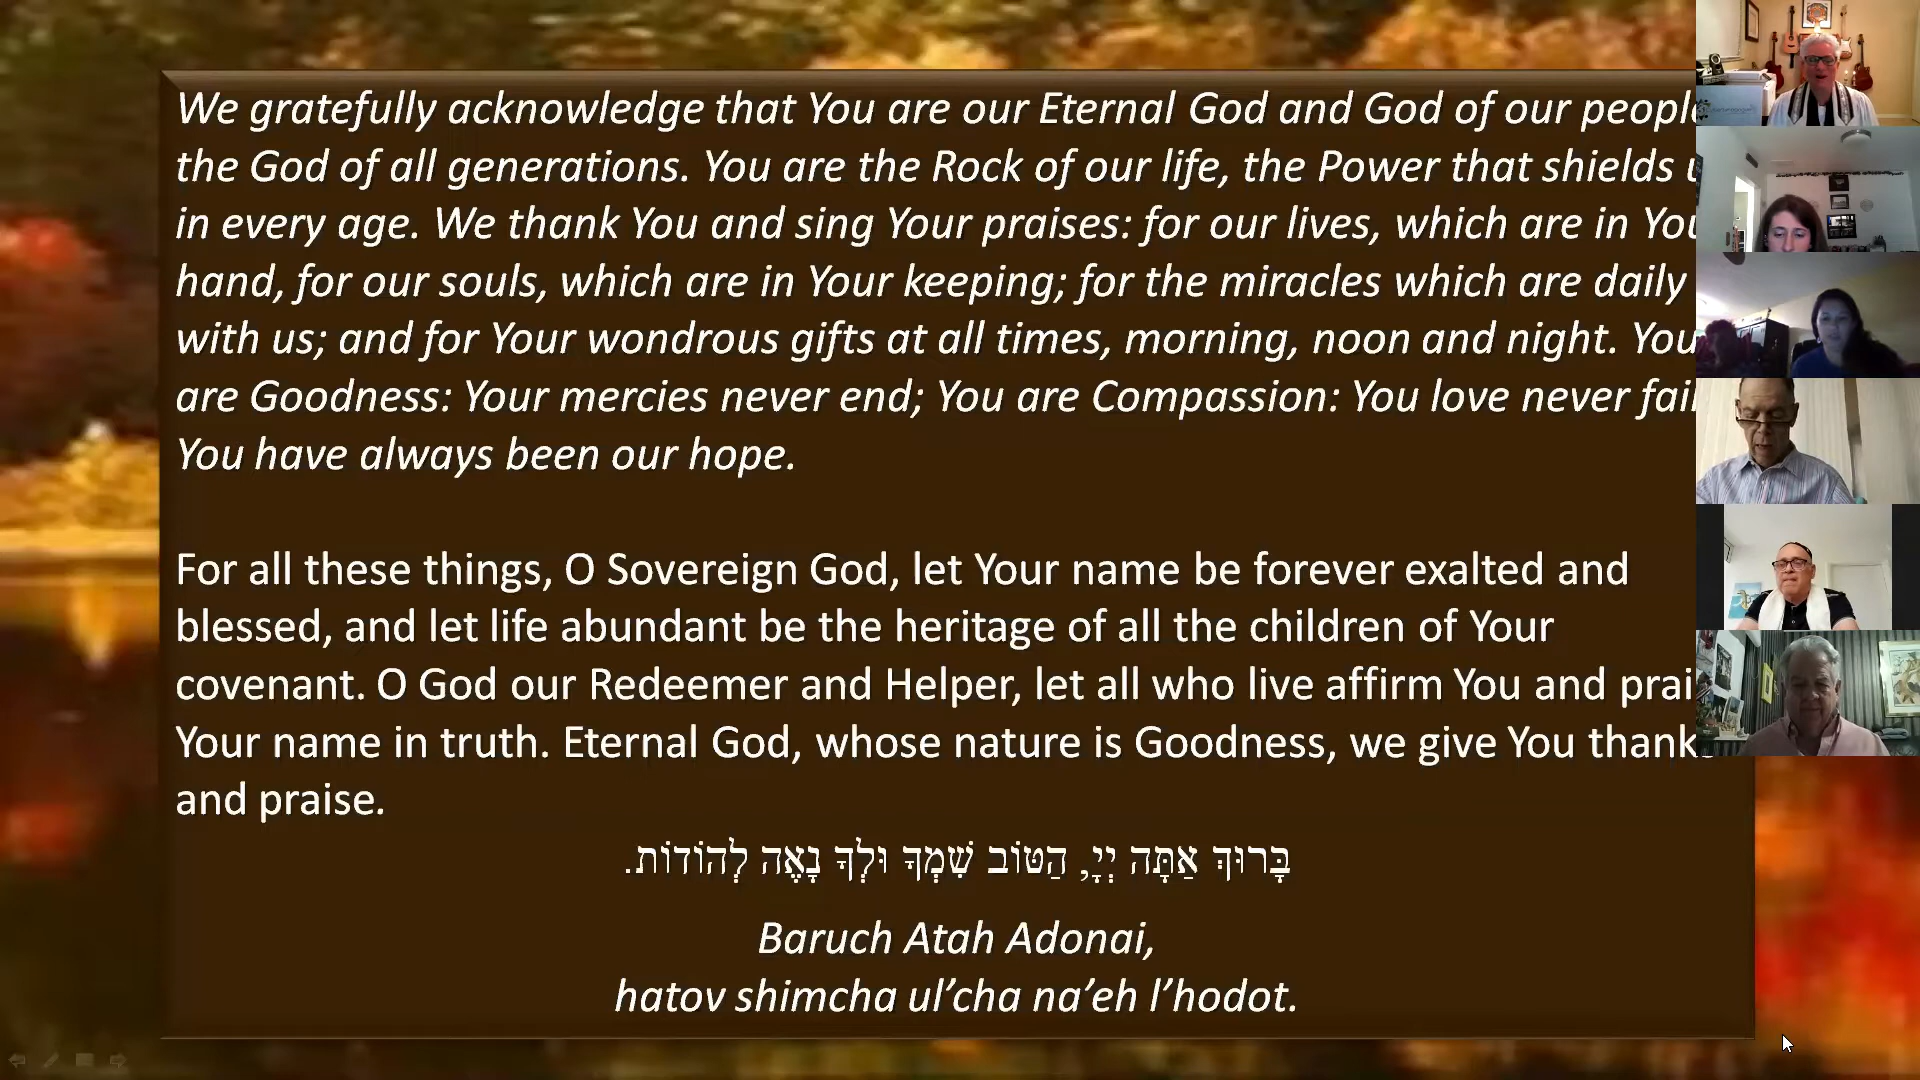 We gratefully acknowledge that You are our Eternal God and God of our
the God of all generations. You are the Rock of our life, the Power that shields
in every age. We thank You and sing Your praises: for our lives, which are in
hand, for our souls, which are in Your keeping; for the miracles which are daily
with us; and for Your wondrous gifts at all times, morning, noon and night. You
are Goodness: Your mercies never end; You are Compassion: You love never
You have always been our hope.
For all these things, O Sovereign God, let Your name be forever exalted and
blessed, and let life abundant be the heritage of all the children of Your
covenant. O God our Redeemer and Helper, let all who live affirm You and
Your name in truth. Eternal God, whose nature is Goodness, we give You thanks
and praise.
בָּרוּךְ אַתָּה יְיָ, הַטּוֹב שִׁמְךָ וּלְךָ נָאֶה לְהוֹדוֹת.
Baruch Atah Adonai,
hatov shimcha ul’cha na’eh l’hodot.